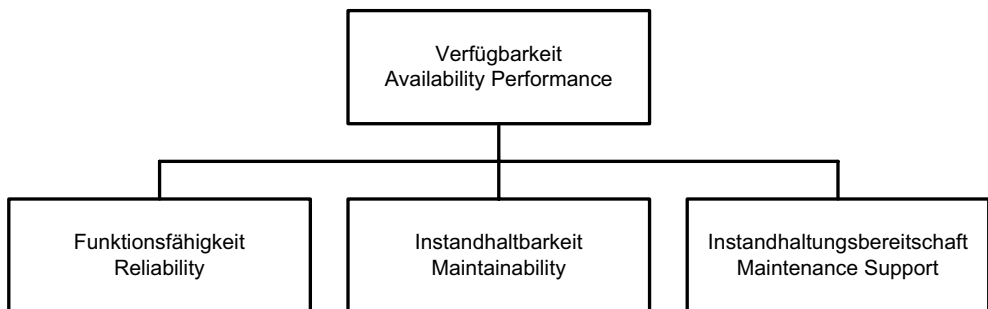 Verfügbarkeit
Availability Performance
Funktionsfähigkeit
Reliability
Instandhaltbarkeit
Maintainability
Instandhaltungsbereitschaft
Maintenance Support